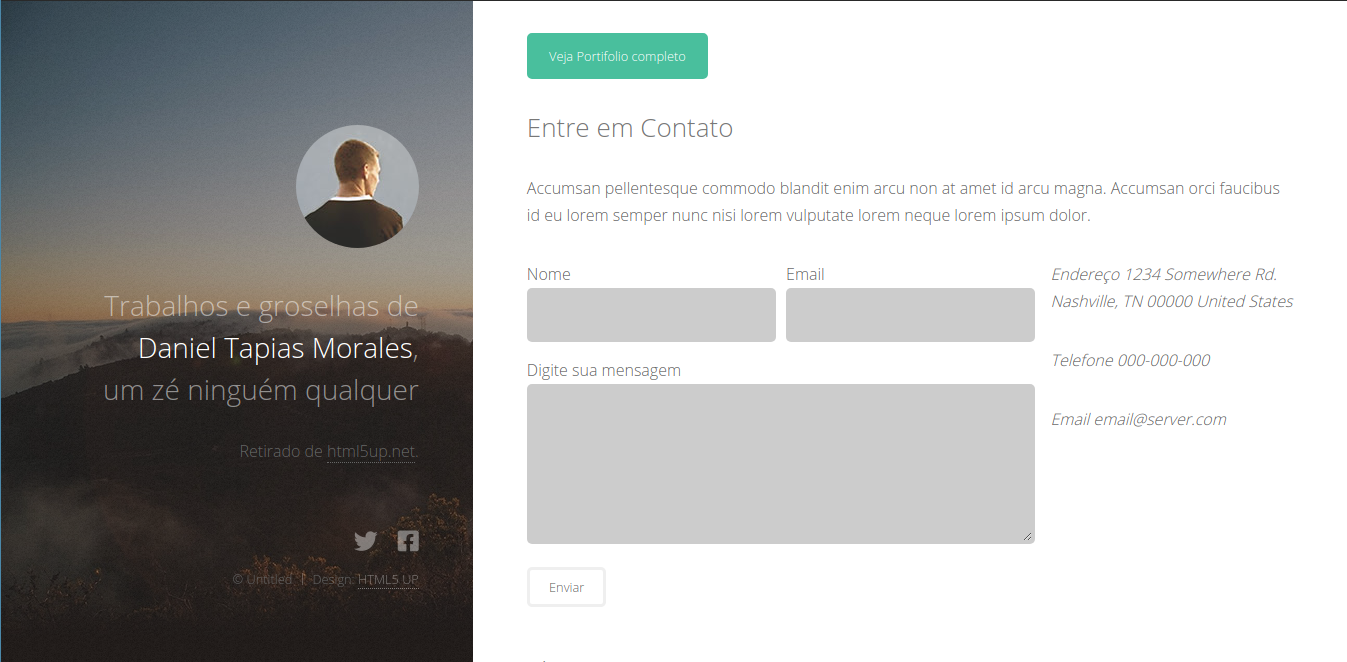 Trabalhos e groselhas de
Daniel Tapias Morales,
um zé ninguém qualquer
Retirado de html5up.net.
© Untitled | Design: HTML5 UP
Veja Portifolio completo
Entre em Contato
Accumsan pellentesque commodo blandit enim arcu non at amet id arcu magna. Accumsan orci faucibus
id eu lorem semper nunc nisi lorem vulputate lorem neque lorem ipsum dolor.
Nome
Email
Digite sua mensagem
Enviar
Endereço 1234 Somewhere Rd.
Nashville, TN 00000 United States
Telefone 000-000-000
Email email@server.com